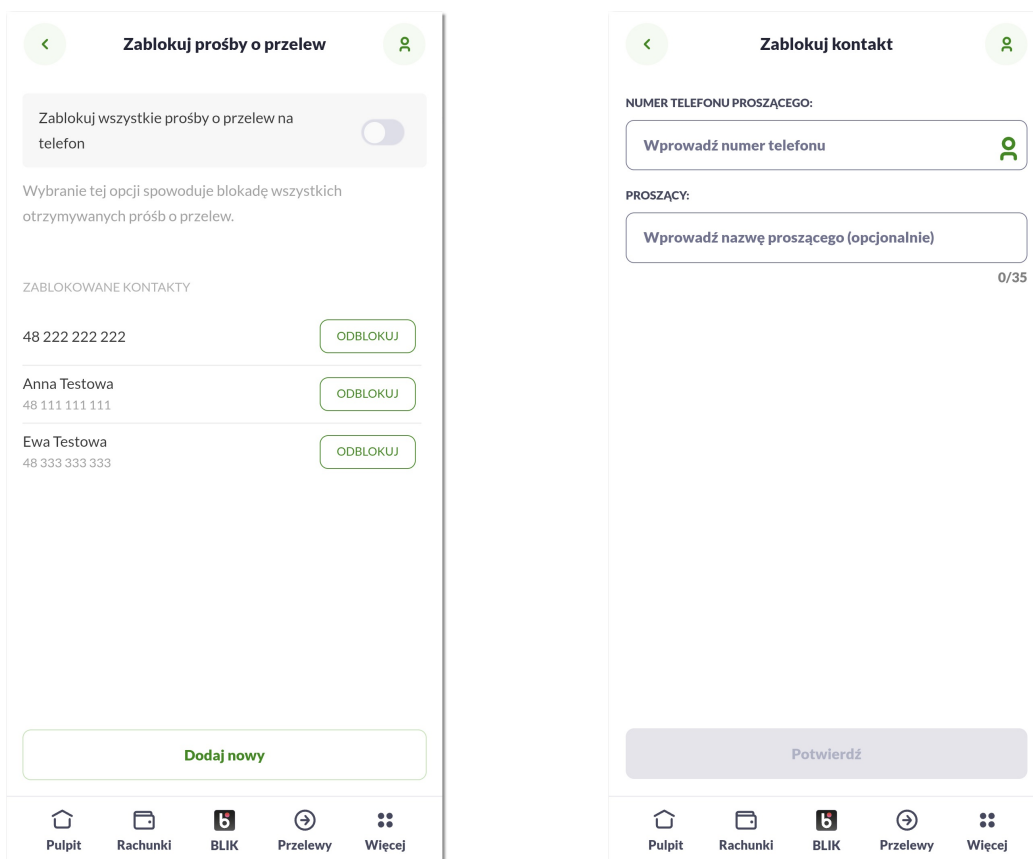 Zablokuj prośby o przelew
Zablokuj wszystkie prośby o przelew na
telefon
Wybranie tej opcji spowoduje blokadę wszystkich
otrzymywanych próśb o przelew.
ZABLOKOWANE KONTAKTY
48 222 222 222
ODBLOKUJ
Anna Testowa
48 111 111 111
ODBLOKUJ
Ewa Testowa
48 333 333 333
ODBLOKUJ
Dodaj nowy
Pulpit
Rachunki
BLIK
Przelewy
Więcej
Zablokuj kontakt
NUMER TELEFONU PROSZĄCEGO:
Wprowadź numer telefonu
PROSZĄCY:
Wprowadź nazwę proszącego (opcjonalnie)
0/35
Potwierdź
Pulpit
Rachunki
BLIK
Przelewy
Więcej